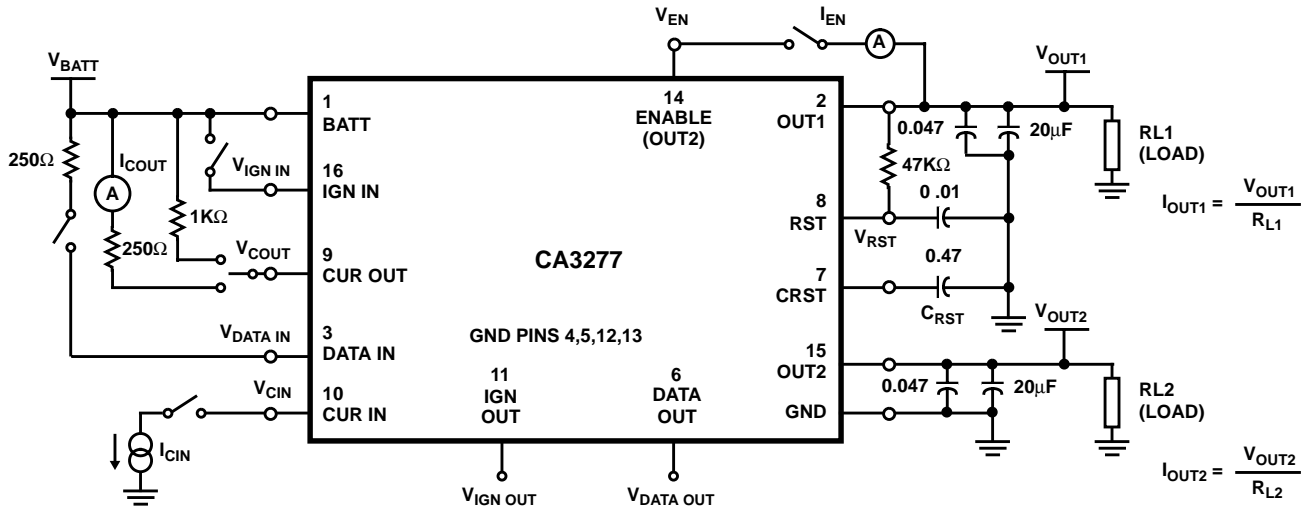 V_EN
I_EN
A
V_BATT
V_OUT1
1
BATT
14
ENABLE
(OUT2)
2
OUT1
0.047
20μF
RL1
(LOAD)
250Ω
I_COUT
A
V_IGN IN
16
IGN IN
47KΩ
I_OUT1 = V_OUT1 / R_L1
1KΩ
8
RST
0 .01
V_RST
250Ω
V_COUT
9
CUR OUT
CA3277
7
CRST
0.47
C_RST
V_DATA IN
3
DATA IN
GND PINS 4,5,12,13
V_OUT2
15
OUT2
0.047
20μF
RL2
(LOAD)
V_CIN
10
CUR IN
11
IGN
OUT
6
DATA
OUT
GND
I_CIN
V_IGN OUT
V_DATA OUT
I_OUT2 = V_OUT2 / R_L2